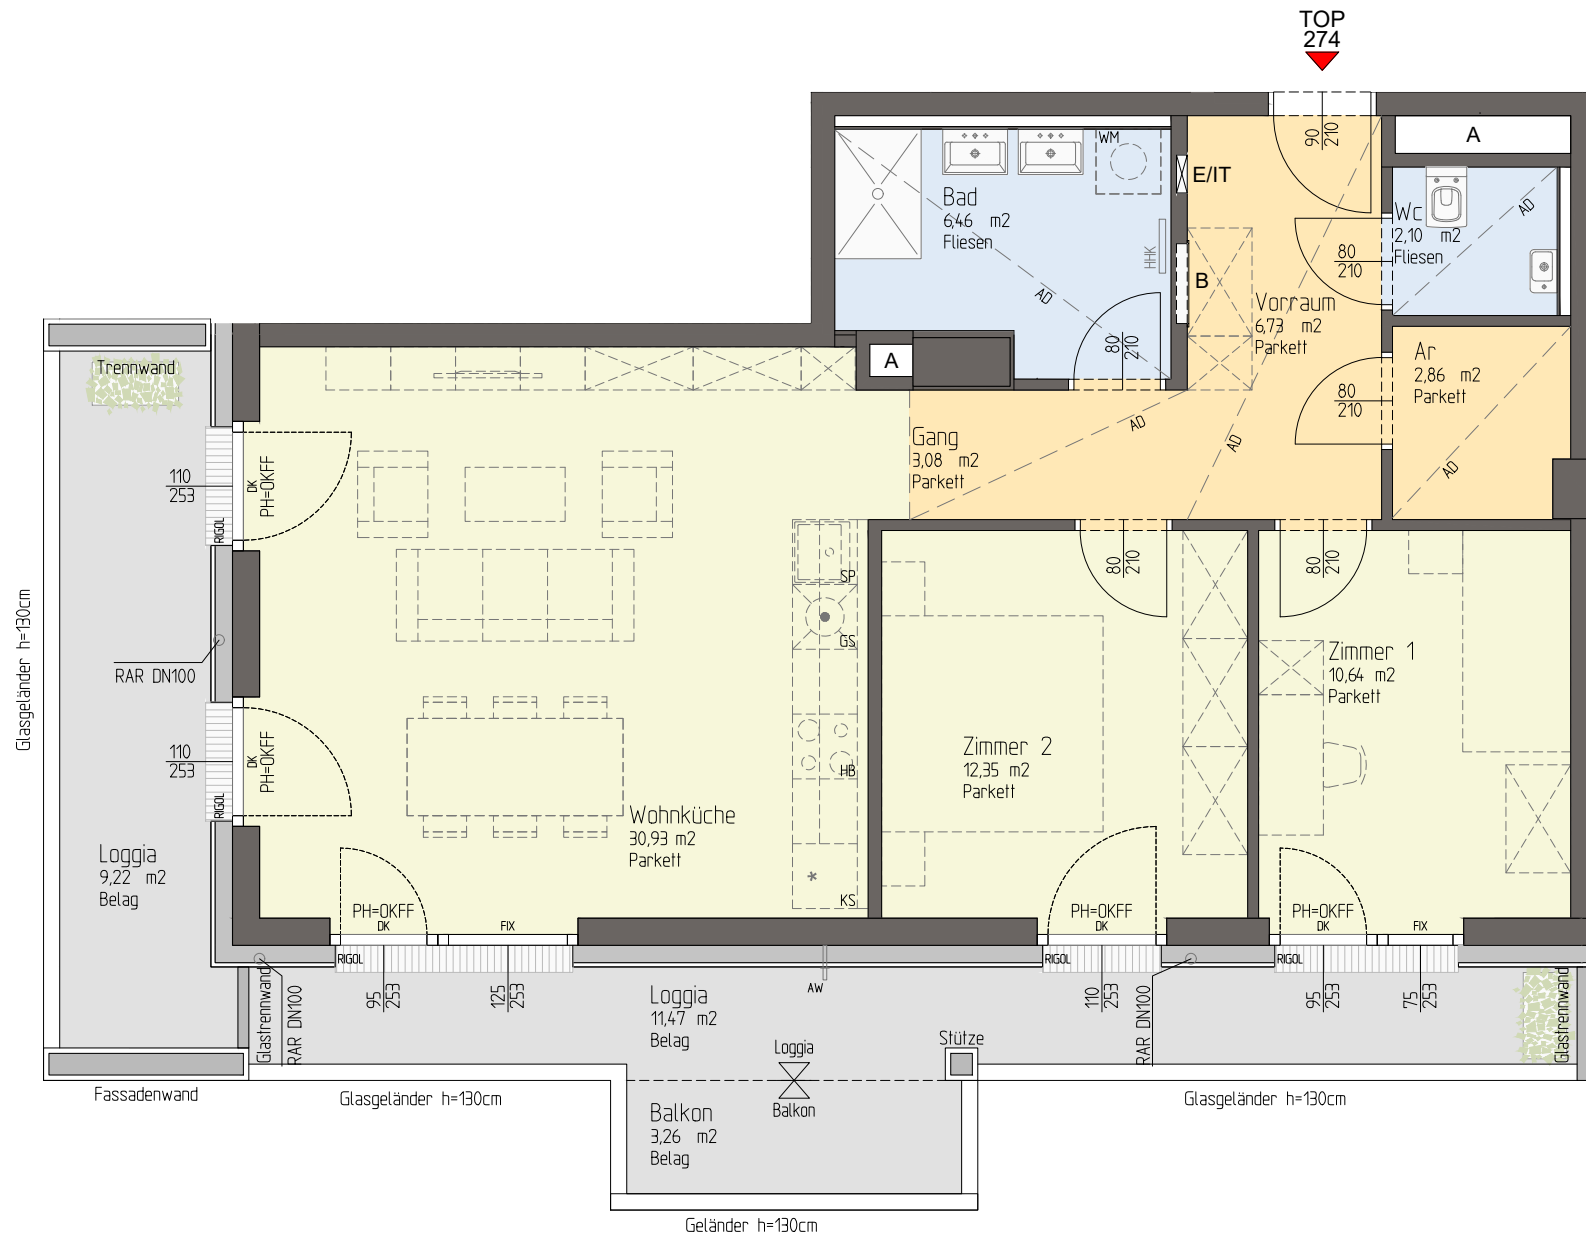 TOP
274
90
210
A
WM
E/IT
Bad
6,46 m2
Fliesen
HHK
AD
B
80
210
Wc
2,10 m2
Fliesen
AD
80
210
Vorraum
6,73 m2
Parkett
Ar
2,86 m2
Parkett
80
210
AD
A
Trennwand
Gang
3,08 m2
Parkett
AD
AD
110
253
DK
PH=OKFF
RIGOL
80
210
80
210
SP
GS
HB
KS
Glasgeländer h=130cm
RAR DN100
Zimmer 1
10,64 m2
Parkett
Zimmer 2
12,35 m2
Parkett
110
253
DK
PH=OKFF
RIGOL
Wohnküche
30,93 m2
Parkett
Loggia
9,22 m2
Belag
PH=OKFF
DK
FIX
PH=OKFF
DK
PH=OKFF
DK
FIX
RIGOL
RIGOL
RIGOL
Glastrennwand
RAR DN100
95
253
125
253
AW
110
253
RAR DN100
95
253
75
253
Glastrennwand
Loggia
11,47 m2
Belag
Stütze
Loggia
Balkon
Fassadenwand
Glasgeländer h=130cm
Glasgeländer h=130cm
Balkon
3,26 m2
Belag
Geländer h=130cm